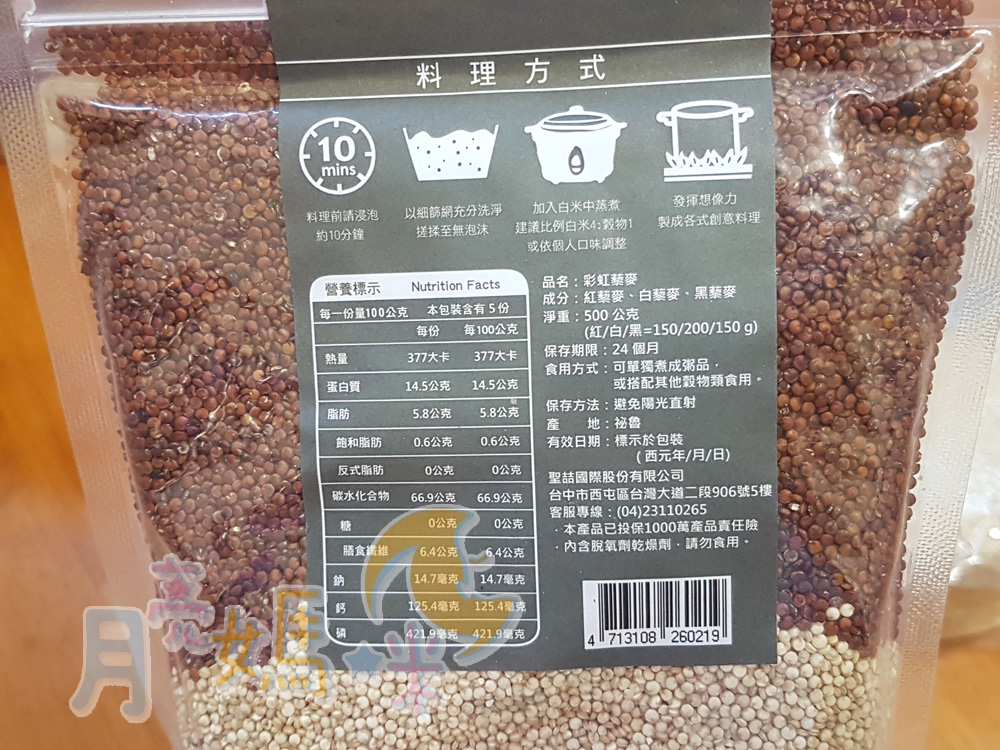 料理方式
10
mins
料理前請浸泡
約10分鐘
以細篩網充分洗淨
搓揉至無泡沫
加入白米中蒸煮
建議比例白米4:穀物1
或依個人口味調整
發揮想像力
製成各式創意料理
營養標示 Nutrition Facts
每一份量100公克 本包裝含有 5 份
每份 每100公克
熱量 377大卡 377大卡
蛋白質 14.5公克 14.5公克
脂肪 5.8公克 5.8公克
飽和脂肪 0.6公克 0.6公克
反式脂肪 0公克 0公克
碳水化合物 66.9公克 66.9公克
糖 0公克 0公克
膳食纖維 6.4公克 6.4公克
鈉 14.7毫克 14.7毫克
鈣 125.4毫克 125.4毫克
磷 421.9毫克 421.9毫克
品名：彩虹藜麥
成分：紅藜麥、白藜麥、黑藜麥
淨重：500 公克
(紅/白/黑=150/200/150 g)
保存期限：24 個月
食用方式：可單獨煮成粥品，
或搭配其他穀物類食用。
保存方法：避免陽光直射
產 地：祕魯
有效日期：標示於包裝
(西元年/月/日)
聖喆國際股份有限公司
台中市西屯區台灣大道二段906號5樓
客服專線：(04)23110265
．本產品已投保1000萬產品責任險
．內含脫氧劑乾燥劑，請勿食用。
4 713108 260219
月亮媽咪